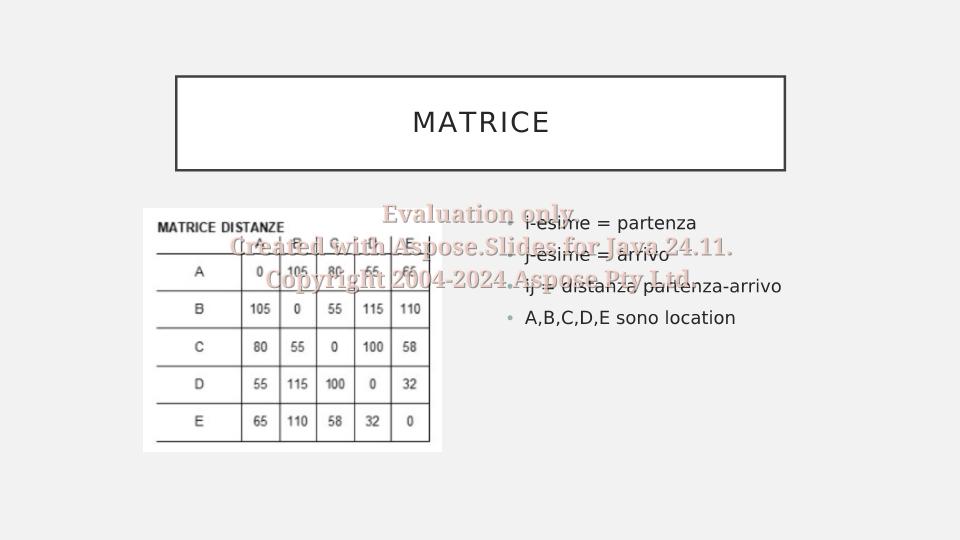 MATRICE
Evaluation only.
Created with Aspose.Slides for Java 24.11.
Copyright 2004-2024 Aspose Pty Ltd.
MATRICE DISTANZE
A B C D E
A 0 105 80 55 65
B 105 0 55 115 110
C 80 55 0 100 58
D 55 115 100 0 32
E 65 110 58 32 0
• i-esime = partenza
• j-esime = arrivo
• ij = distanza partenza-arrivo
• A,B,C,D,E sono location